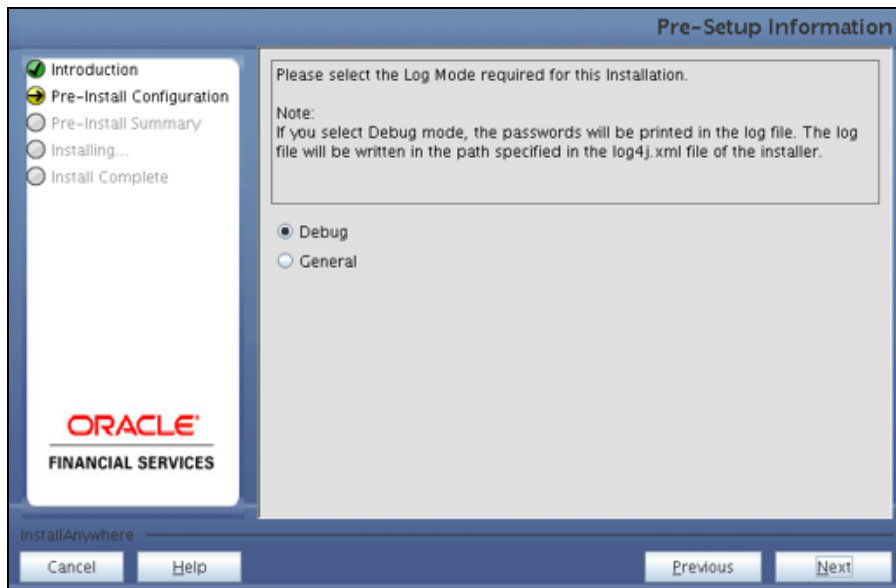 Pre-Setup Information
Introduction
Pre-Install Configuration
Pre-Install Summary
Installing...
Install Complete
Please select the Log Mode required for this Installation.
Note:
If you select Debug mode, the passwords will be printed in the log file. The log
file will be written in the path specified in the log4j.xml file of the installer.
Debug
General
ORACLE
FINANCIAL SERVICES
InstallAnywhere
Cancel
Help
Previous
Next